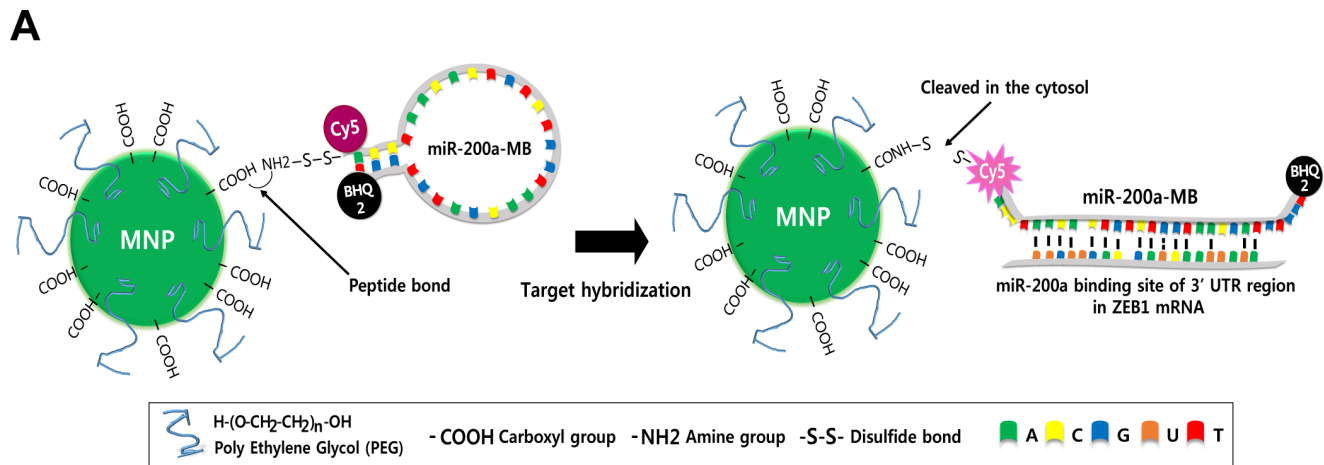 A
COOH
COOH
COOH
COOH
COOH
COOH
COOH
COOH
COOH
COOH
MNP
NH2-S-S-
Cy5
BHQ
2
miR-200a-MB
Peptide bond
Target hybridization
COOH
COOH
COOH
COOH
COOH
COOH
COOH
COOH
COOH
MNP
CONH-S
Cleaved in the cytosol
S-
Cy5
miR-200a-MB
BHQ
2
miR-200a binding site of 3' UTR region
in ZEB1 mRNA
H-(O-CH2-CH2)n-OH
Poly Ethylene Glycol (PEG)
-COOH Carboxyl group -NH2 Amine group -S-S- Disulfide bond A C G U T